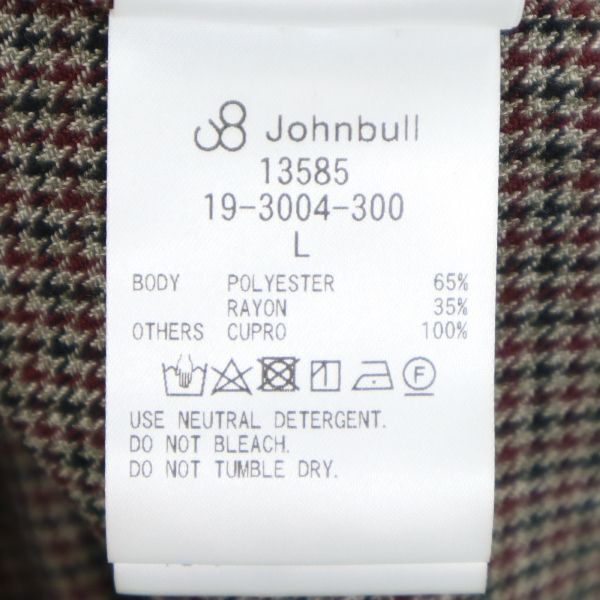 Johnbull
13585
19-3004-300
L
BODY POLYESTER 65%
RAYON 35%
OTHERS CUPRO 100%
F
USE NEUTRAL DETERGENT.
DO NOT BLEACH.
DO NOT TUMBLE DRY.